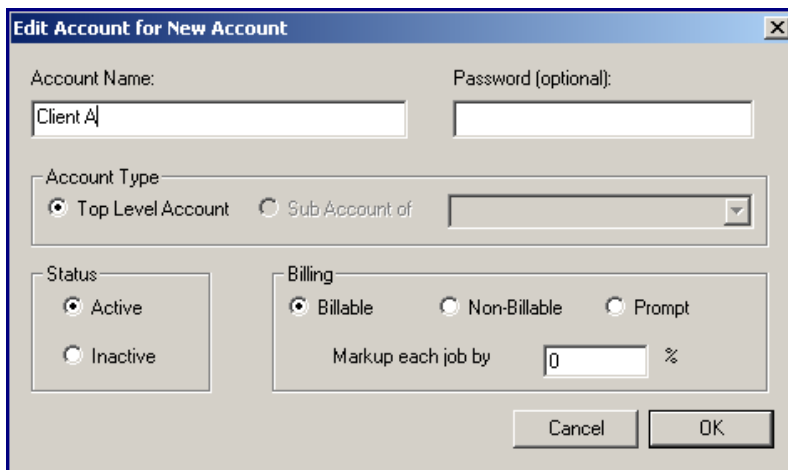 Edit Account for New Account
Account Name:
Password (optional):
Client A
Account Type
Top Level Account
Sub Account of
Status
Billing
Active
Billable
Non-Billable
Prompt
Inactive
Markup each job by
0
%
Cancel
OK